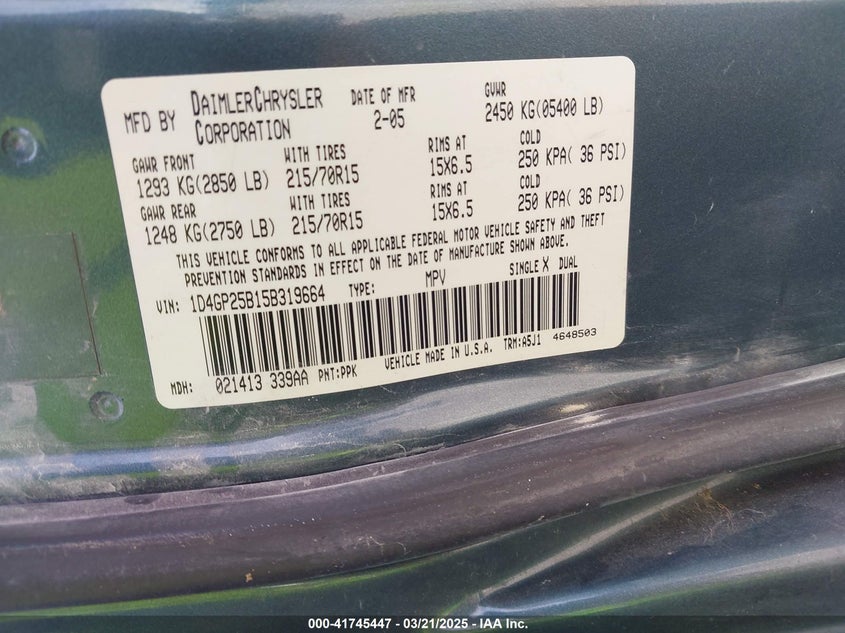 MFD BY DAIMLERCHRYSLER CORPORATION DATE OF MFR 2-05 GVWR 2450 KG(05400 LB)
GAWR FRONT WITH TIRES RIMS AT COLD
1293 KG(2850 LB) 215/70R15 15X6.5 250 KPA( 36 PSI)
GAWR REAR WITH TIRES RIMS AT COLD
1248 KG(2750 LB) 215/70R15 15X6.5 250 KPA( 36 PSI)
THIS VEHICLE CONFORMS TO ALL APPLICABLE FEDERAL MOTOR VEHICLE SAFETY AND THEFT
PREVENTION STANDARDS IN EFFECT ON THE DATE OF MANUFACTURE SHOWN ABOVE.
VIN: 1D4GP25B15B319664 TYPE: MPV SINGLE X DUAL
MDH: 021413 339AA PNT:PPK VEHICLE MADE IN U.S.A. TRM:A5J1 4648503
000-41745447 - 03/21/2025 - IAA Inc.